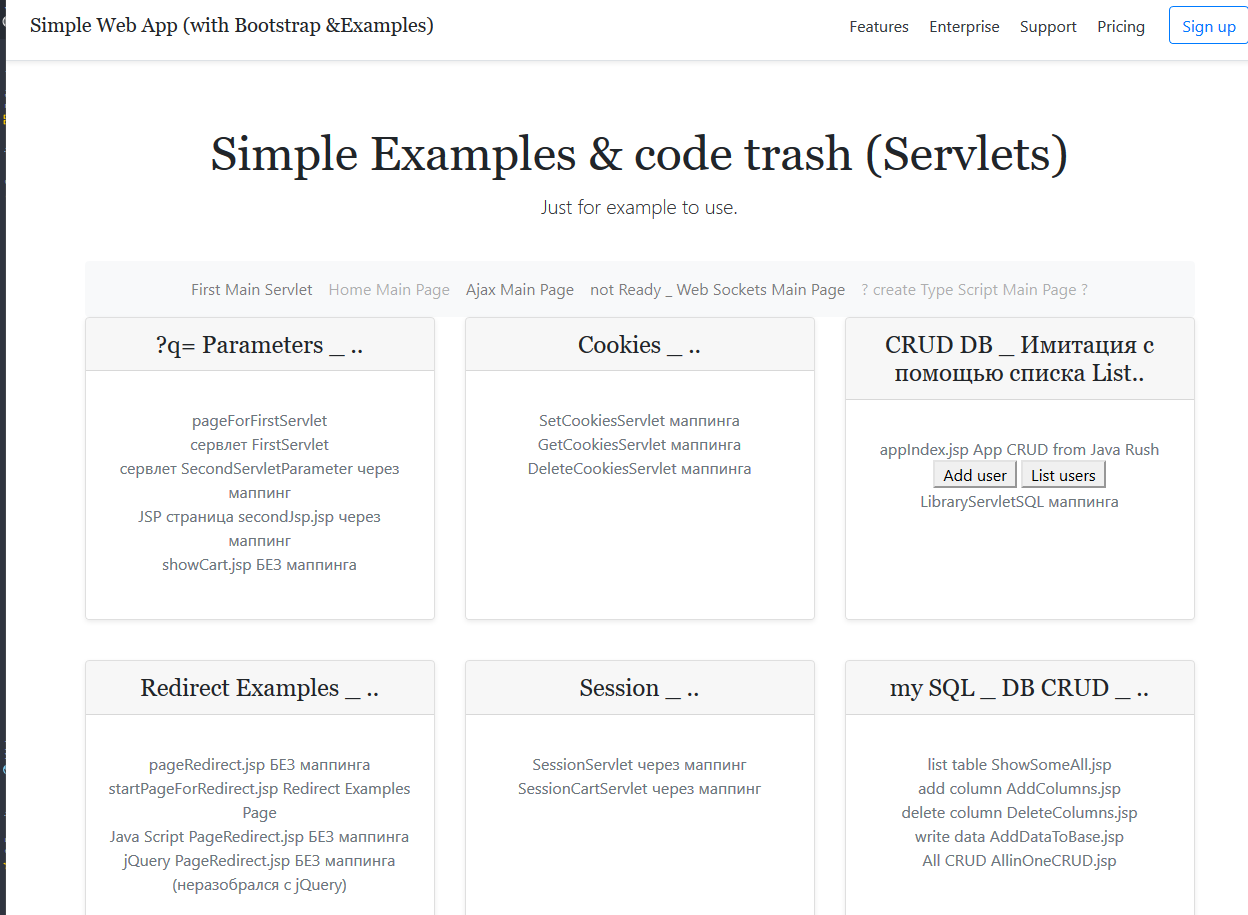 Simple Web App (with Bootstrap &Examples)
Features Enterprise Support Pricing Sign up
Simple Examples & code trash (Servlets)
Just for example to use.
First Main Servlet Home Main Page Ajax Main Page not Ready _ Web Sockets Main Page ? create Type Script Main Page ?
?q= Parameters _ ..
pageForFirstServlet
сервлет FirstServlet
сервлет SecondServletParameter через
маппинг
JSP страница secondJsp.jsp через
маппинг
showCart.jsp БЕЗ маппинга
Cookies _ ..
SetCookiesServlet маппинга
GetCookiesServlet маппинга
DeleteCookiesServlet маппинга
CRUD DB _ Имитация с
помощью списка List..
appIndex.jsp App CRUD from Java Rush
Add user List users
LibraryServletSQL маппинга
Redirect Examples _ ..
pageRedirect.jsp БЕЗ маппинга
startPageForRedirect.jsp Redirect Examples
Page
Java Script PageRedirect.jsp БЕЗ маппинга
jQuery PageRedirect.jsp БЕЗ маппинга
(неразобрался с jQuery)
Session _ ..
SessionServlet через маппинг
SessionCartServlet через маппинг
my SQL _ DB CRUD _ ..
list table ShowSomeAll.jsp
add column AddColumns.jsp
delete column DeleteColumns.jsp
write data AddDataToBase.jsp
All CRUD AllinOneCRUD.jsp